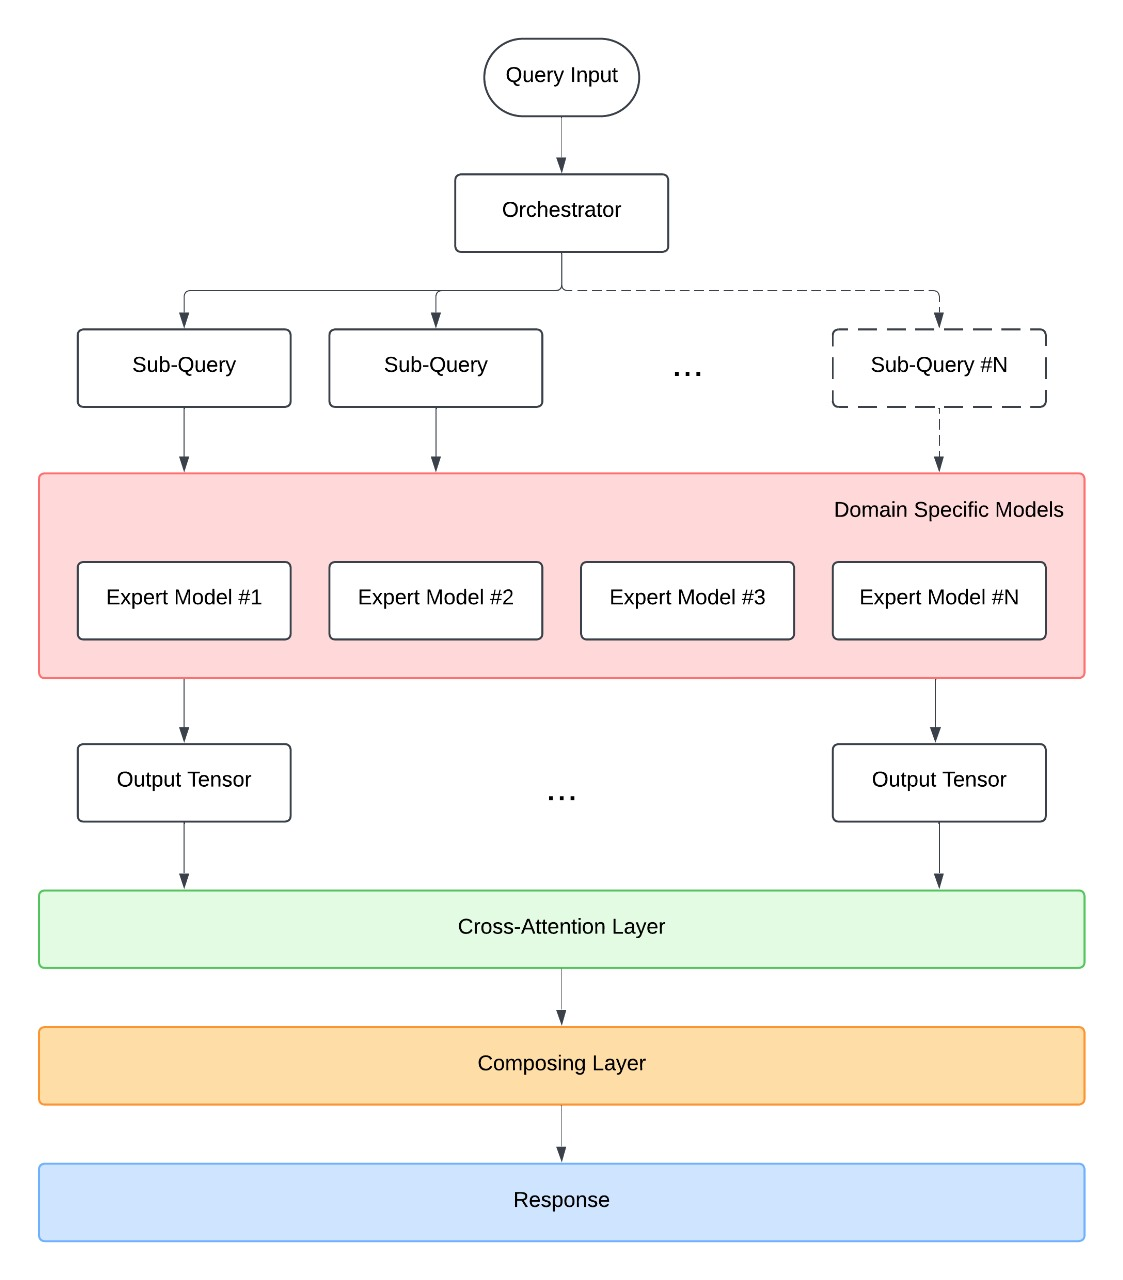 Query Input
Orchestrator
Sub-Query
Sub-Query
...
Sub-Query #N
Domain Specific Models
Expert Model #1
Expert Model #2
Expert Model #3
Expert Model #N
Output Tensor
...
Output Tensor
Cross-Attention Layer
Composing Layer
Response